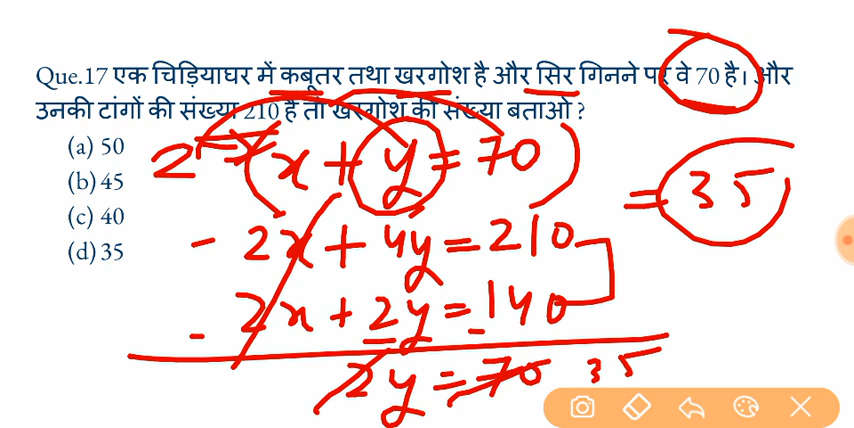 Que.17 एक चिड़ियाघर में कबूतर तथा खरगोश है और सिर गिनने पर वे 70 है। और
उनकी टांगों की संख्या 210 है तो खरगोश की संख्या बताओ ?
(a) 50
(b) 45
(c) 40
(d) 35
2 (x + y = 70)
= 35
- 2x + 4y = 210
- 2x + 2y = 140
2y = 70 35